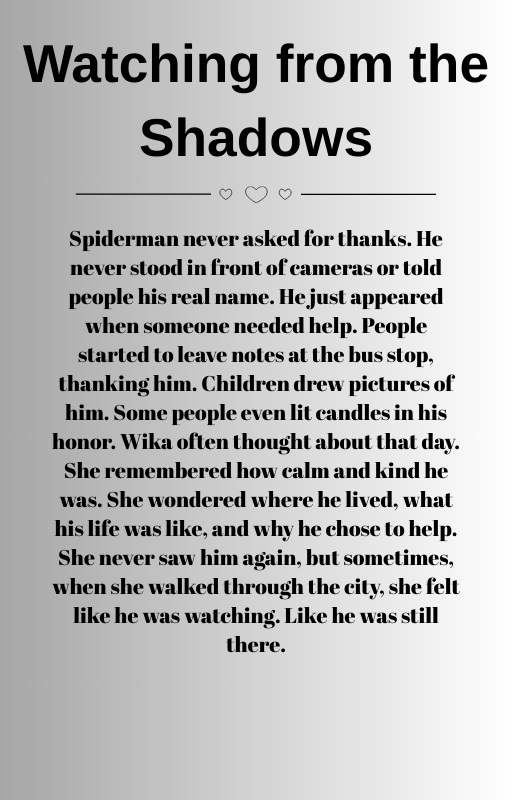 Watching from the
Shadows
Spiderman never asked for thanks. He
never stood in front of cameras or told
people his real name. He just appeared
when someone needed help. People
started to leave notes at the bus stop,
thanking him. Children drew pictures of
him. Some people even lit candles in his
honor. Wika often thought about that day.
She remembered how calm and kind he
was. She wondered where he lived, what
his life was like, and why he chose to help.
She never saw him again, but sometimes,
when she walked through the city, she felt
like he was watching. Like he was still
there.